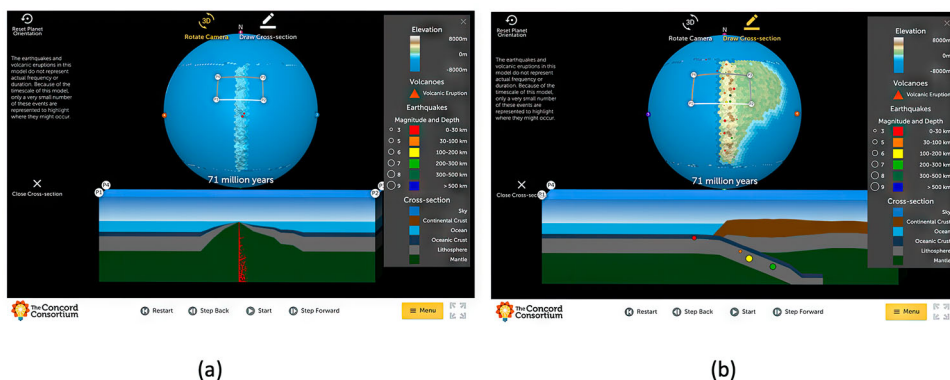 Reset Planet
Orientation
3D
Rotate Camera
Draw Cross-section
N
The earthquakes and
volcanic eruptions in this
model do not represent
actual frequency or
duration. Because of the
timescale of this model,
only a very small number
of these events are
represented to highlight
where they might occur.
Elevation
8000m
0m
-8000m
Volcanoes
Volcanic Eruption
Earthquakes
Magnitude and Depth
3 0-30 km
5 30-100 km
6 100-200 km
7 200-300 km
8 300-500 km
9 > 500 km
Cross-section
Sky
Continental Crust
Ocean
Oceanic Crust
Lithosphere
Mantle
71 million years
Close Cross-section
P1
P4
P2
The Concord
Consortium
Restart
Step Back
Start
Step Forward
Menu
(a)
Reset Planet
Orientation
3D
Rotate Camera
Draw Cross-section
N
The earthquakes and
volcanic eruptions in this
model do not represent
actual frequency or
duration. Because of the
timescale of this model,
only a very small number
of these events are
represented to highlight
where they might occur.
Elevation
8000m
0m
-8000m
Volcanoes
Volcanic Eruption
Earthquakes
Magnitude and Depth
3 0-30 km
5 30-100 km
6 100-200 km
7 200-300 km
8 300-500 km
9 > 500 km
Cross-section
Sky
Continental Crust
Ocean
Oceanic Crust
Lithosphere
Mantle
71 million years
P4
The Concord
Consortium
Restart
Step Back
Start
Step Forward
Menu
(b)